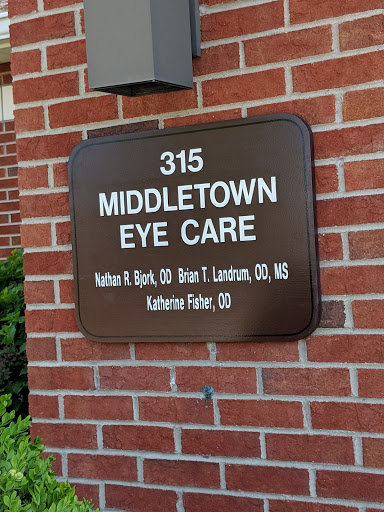 315
MIDDLETOWN
EYE CARE
Nathan R. Bjork, OD Brian T. Landrum, OD, MS
Katherine Fisher, OD